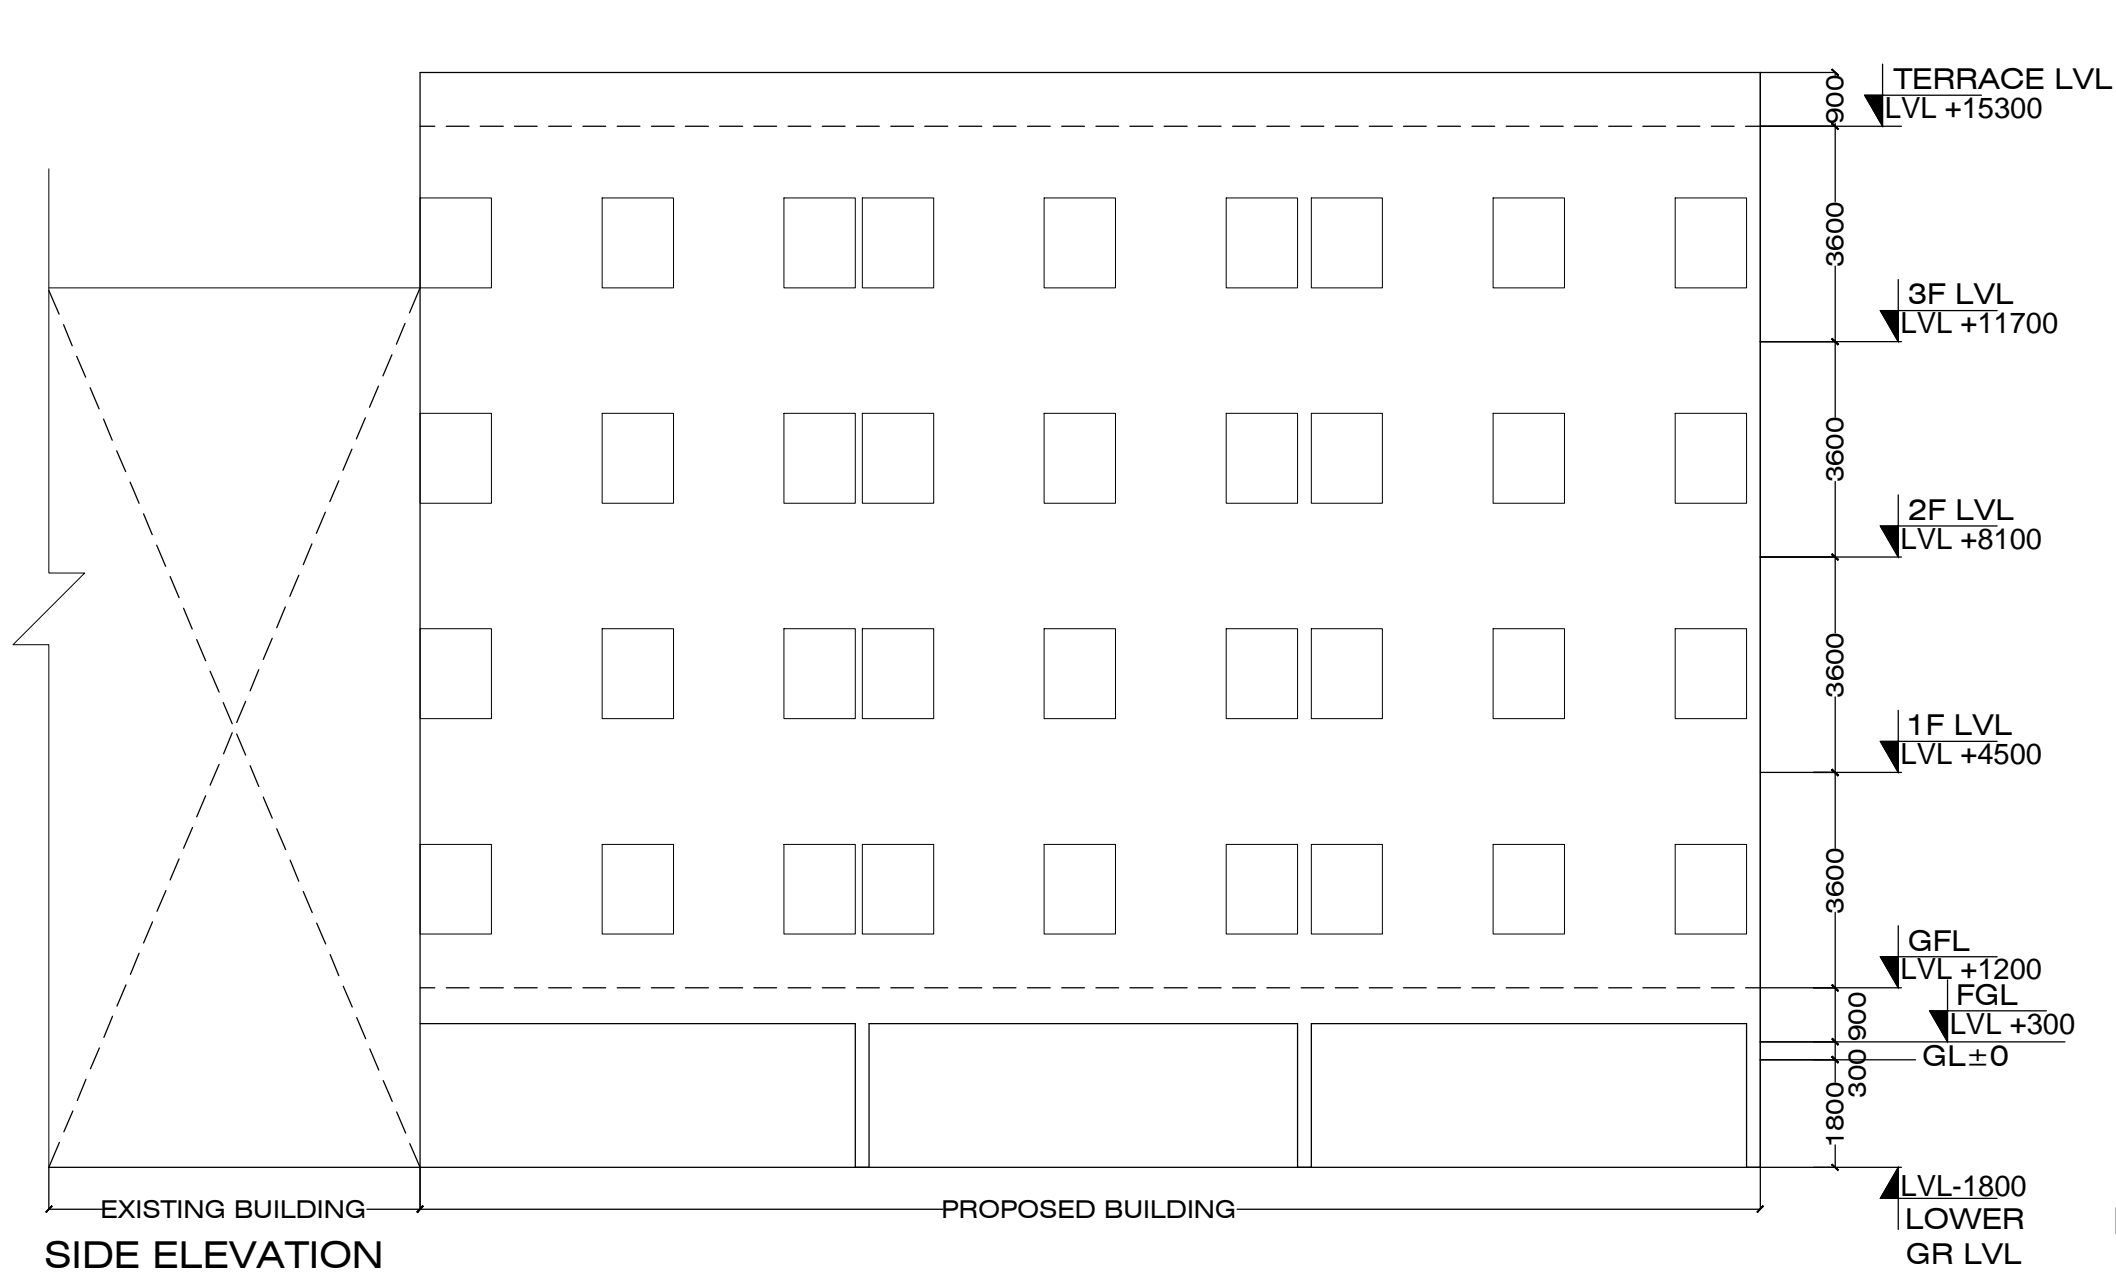 TERRACE LVL
LVL +15300
900
3600
3F LVL
LVL +11700
3600
2F LVL
LVL +8100
3600
1F LVL
LVL +4500
3600
GFL
LVL +1200
FGL
LVL +300
900
GL±0
300
1800
LVL-1800
LOWER
GR LVL
EXISTING BUILDING
PROPOSED BUILDING
SIDE ELEVATION